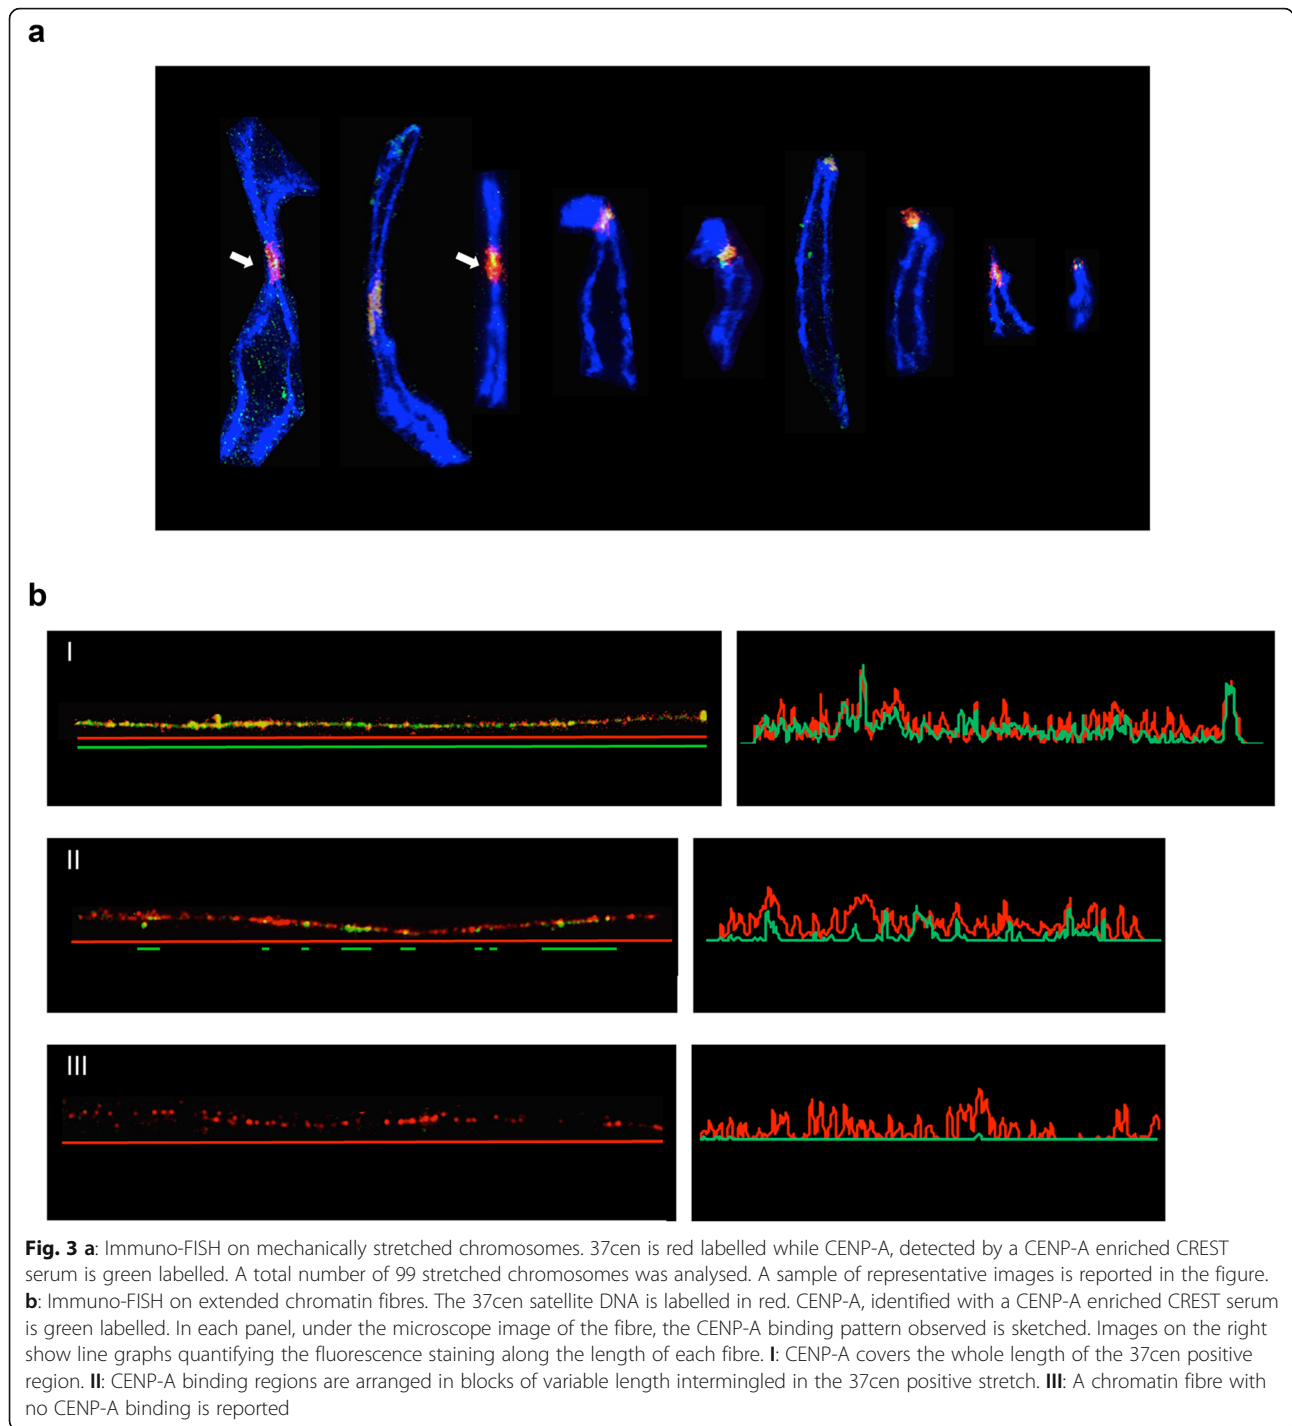 a
b
I
II
III
Fig. 3 a: Immuno-FISH on mechanically stretched chromosomes. 37cen is red labelled while CENP-A, detected by a CENP-A enriched CREST
serum is green labelled. A total number of 99 stretched chromosomes was analysed. A sample of representative images is reported in the figure.
b: Immuno-FISH on extended chromatin fibres. The 37cen satellite DNA is labelled in red. CENP-A, identified with a CENP-A enriched CREST serum
is green labelled. In each panel, under the microscope image of the fibre, the CENP-A binding pattern observed is sketched. Images on the right
show line graphs quantifying the fluorescence staining along the length of each fibre. I: CENP-A covers the whole length of the 37cen positive
region. II: CENP-A binding regions are arranged in blocks of variable length intermingled in the 37cen positive stretch. III: A chromatin fibre with
no CENP-A binding is reported